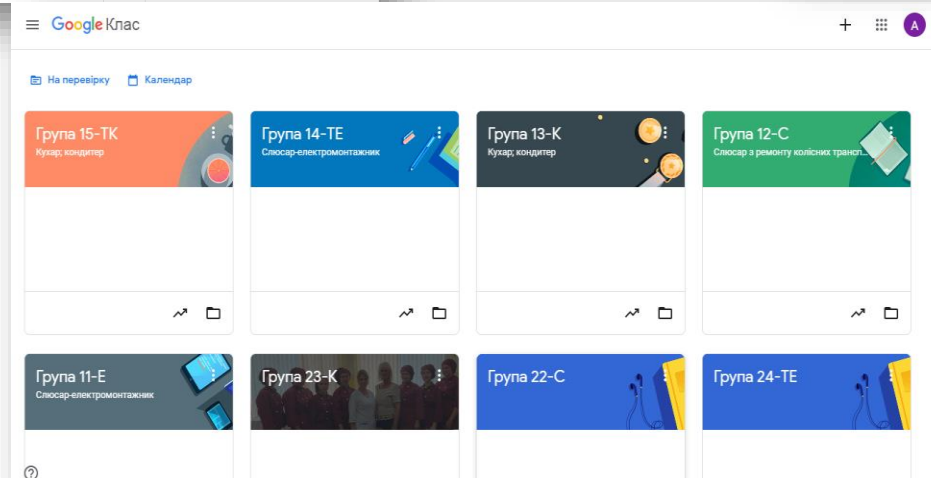 Google Клас
A
На перевірку
Календар
Група 15-ТК
Кухар; кондитер
Група 14-ТЕ
Слюсар-електромонтажник
Група 13-К
Кухар; кондитер
Група 12-С
Слюсар з ремонту колісних трансп...
Група 11-Е
Слюсар-електромонтажник
Група 23-К
Група 22-С
Група 24-ТЕ